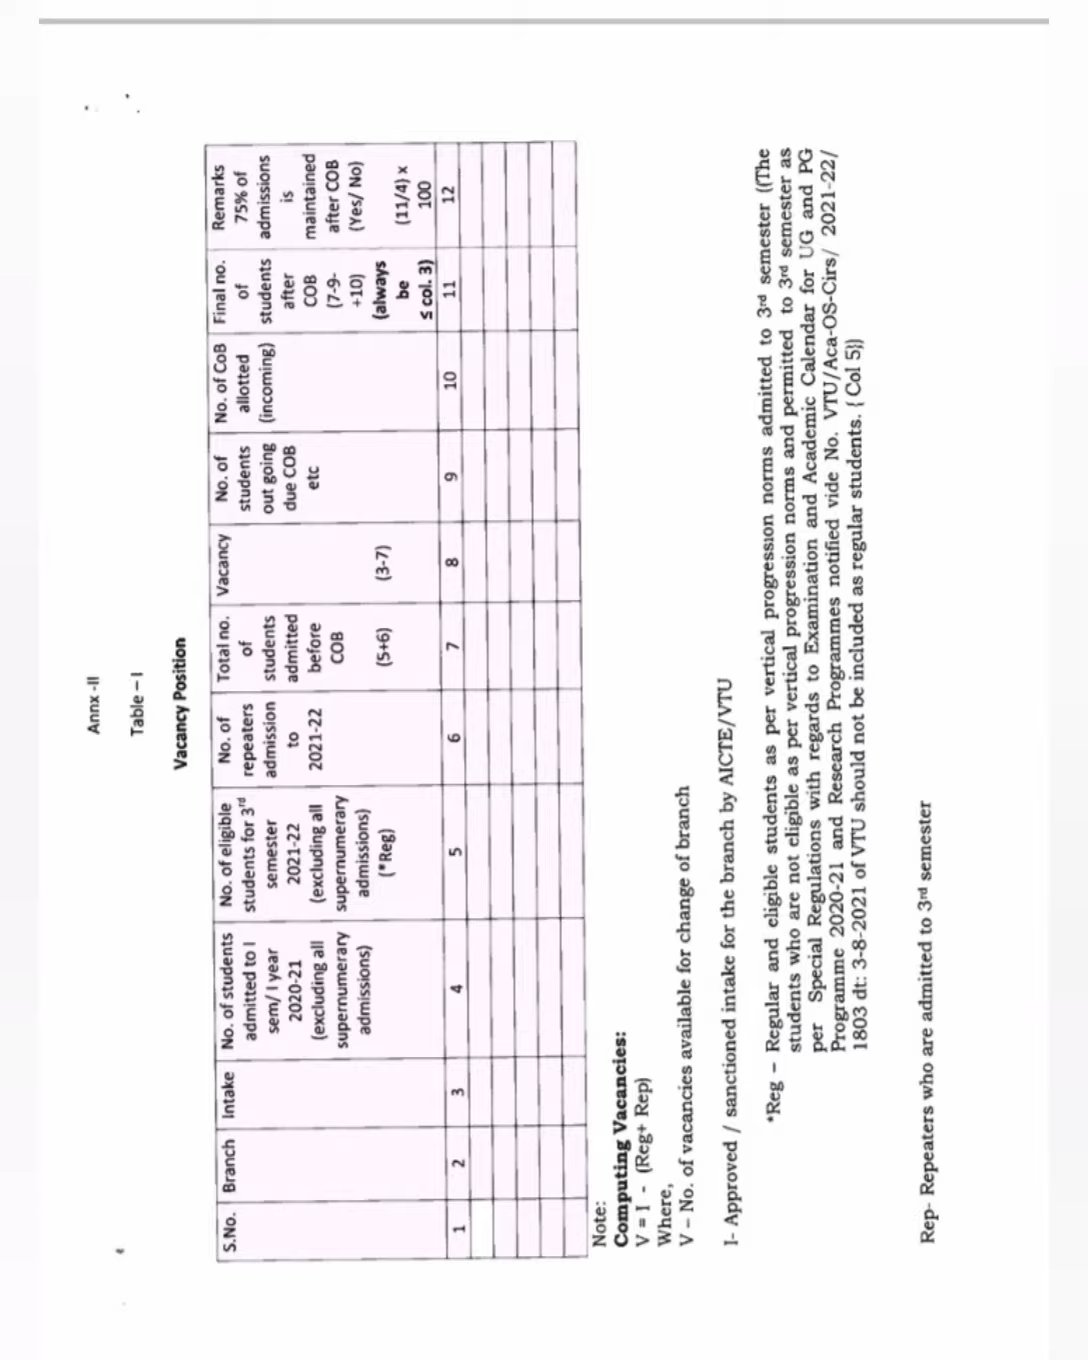 Annx -II
Table – I
Vacancy Position
S.No.
Branch
Intake
No. of students
admitted to I
sem/ I year
2020-21
(excluding all
supernumerary
admissions)
No. of eligible
students for 3rd
semester
2021-22
(excluding all
supernumerary
admissions)
(*Reg)
No. of
repeaters
admission
to
2021-22
Total no.
of
students
admitted
before
COB
(5+6)
Vacancy
(3-7)
No. of
students
out going
due COB
etc
No. of CoB
allotted
(incoming)
Final no.
of
students
after
COB
(7-9-
+10)
(always
be
≤ col. 3)
Remarks
75% of
admissions
is
maintained
after COB
(Yes/ No)
(11/4) x
100
1 2 3 4 5 6 7 8 9 10 11 12
Note:
Computing Vacancies:
V = I - (Reg+ Rep)
Where,
V – No. of vacancies available for change of branch
I- Approved / sanctioned intake for the branch by AICTE/VTU
*Reg – Regular and eligible students as per vertical progression norms admitted to 3rd semester ((The
students who are not eligible as per vertical progression norms and permitted to 3rd semester as
per Special Regulations with regards to Examination and Academic Calendar for UG and PG
Programme 2020-21 and Research Programmes notified vide No. VTU/Aca-OS-Cirs/ 2021-22/
1803 dt: 3-8-2021 of VTU should not be included as regular students. { Col 5})
Rep- Repeaters who are admitted to 3rd semester